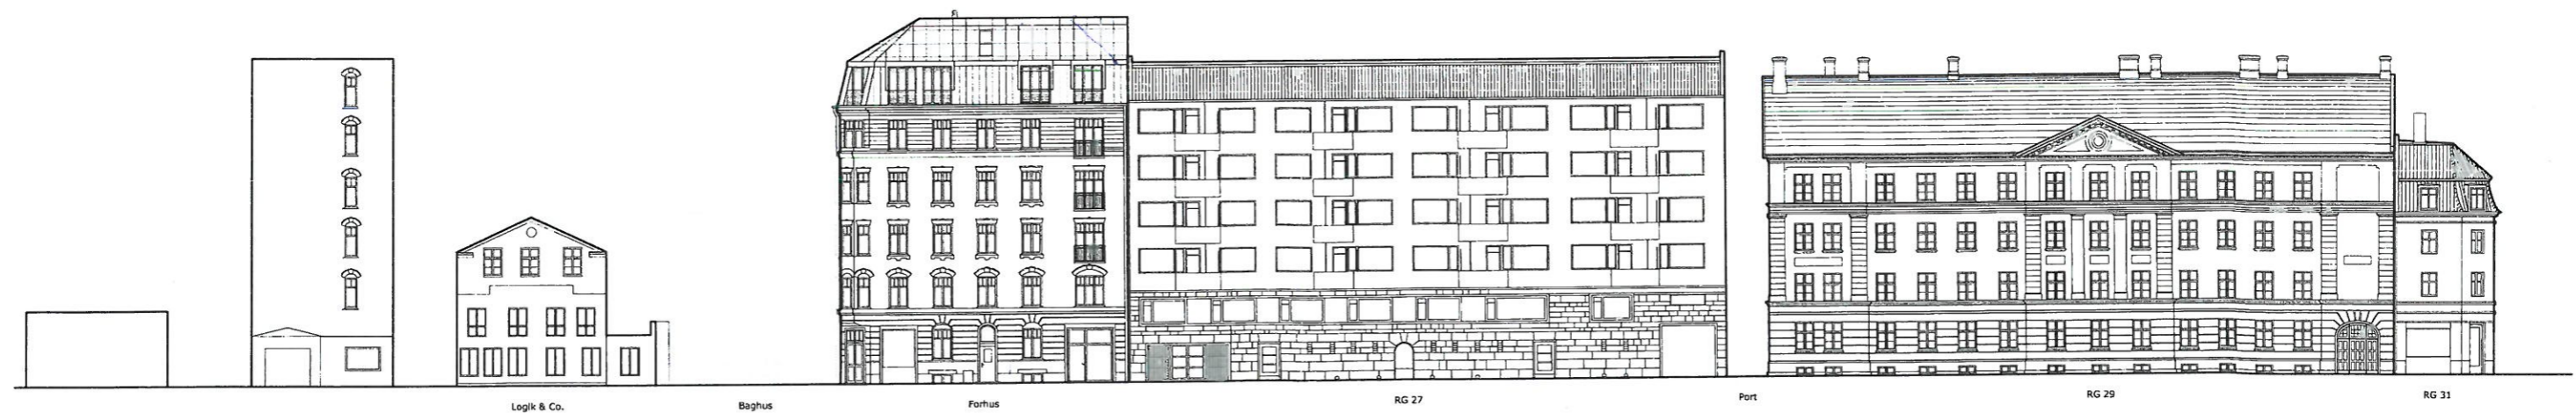 Logik & Co.
Baghus
Forhus
RG 27
Port
RG 29
RG 31